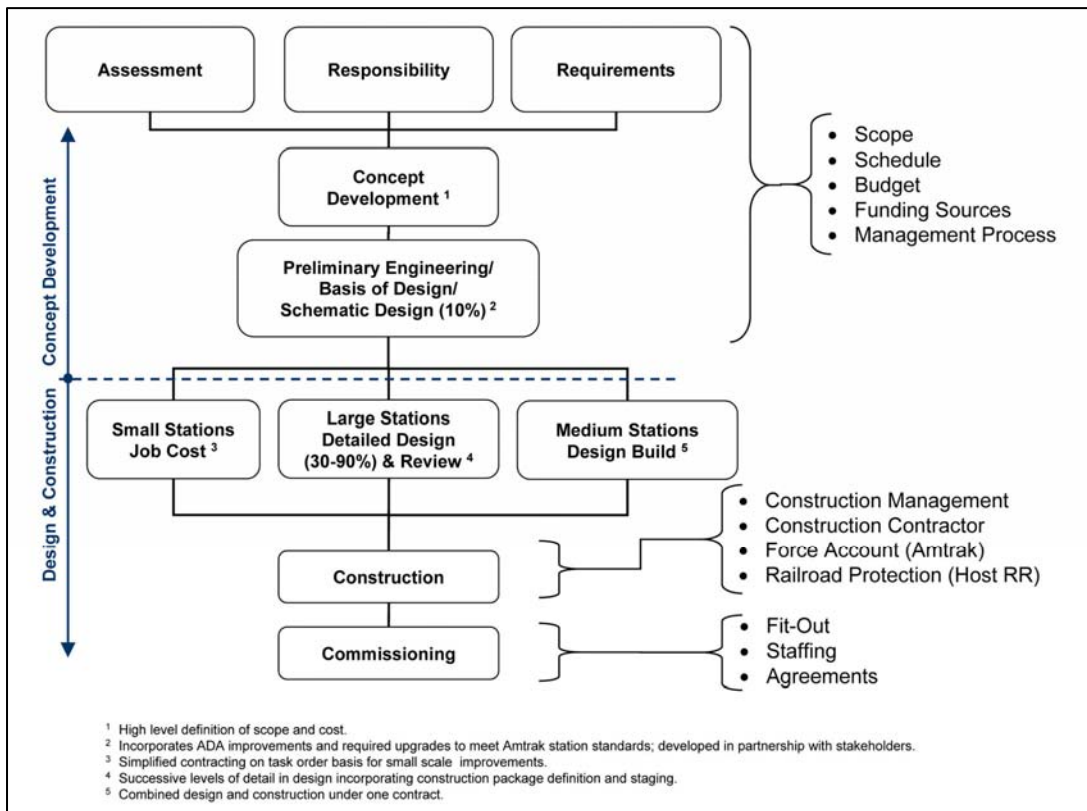 Assessment
Responsibility
Requirements
Concept
Development 1
Preliminary Engineering/
Basis of Design/
Schematic Design (10%) 2
• Scope
• Schedule
• Budget
• Funding Sources
• Management Process
Concept Development
Design & Construction
Small Stations
Job Cost 3
Large Stations
Detailed Design
(30-90%) & Review 4
Medium Stations
Design Build 5
Construction
• Construction Management
• Construction Contractor
• Force Account (Amtrak)
• Railroad Protection (Host RR)
Commissioning
• Fit-Out
• Staffing
• Agreements
1 High level definition of scope and cost.
2 Incorporates ADA improvements and required upgrades to meet Amtrak station standards; developed in partnership with stakeholders.
3 Simplified contracting on task order basis for small scale improvements.
4 Successive levels of detail in design incorporating construction package definition and staging.
5 Combined design and construction under one contract.